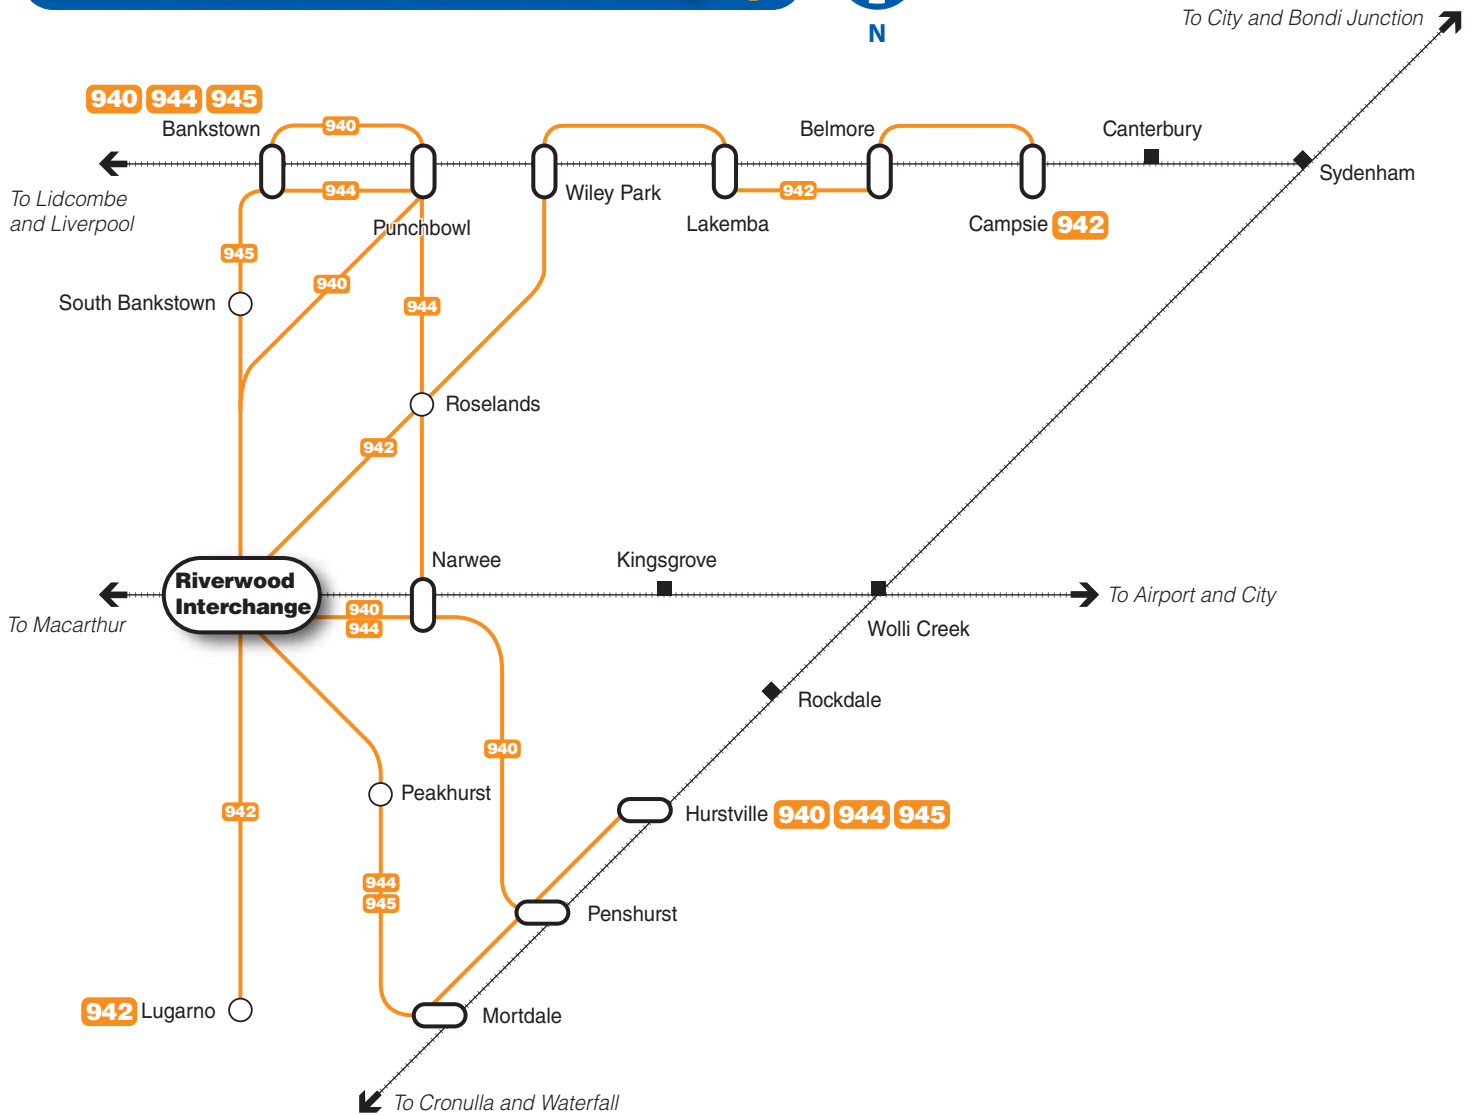 To City and Bondi Junction
N
940 944 945
Bankstown
940
Belmore
Canterbury
To Lidcombe
and Liverpool
944
Wiley Park
942
Sydenham
Punchbowl
Lakemba
Campsie 942
945
940
South Bankstown
944
Roselands
942
Narwee
Kingsgrove
Riverwood
Interchange
To Macarthur
940
944
To Airport and City
Wolli Creek
Rockdale
940
Peakhurst
942
Hurstville 940 944 945
944
945
Penshurst
942 Lugarno
Mortdale
To Cronulla and Waterfall